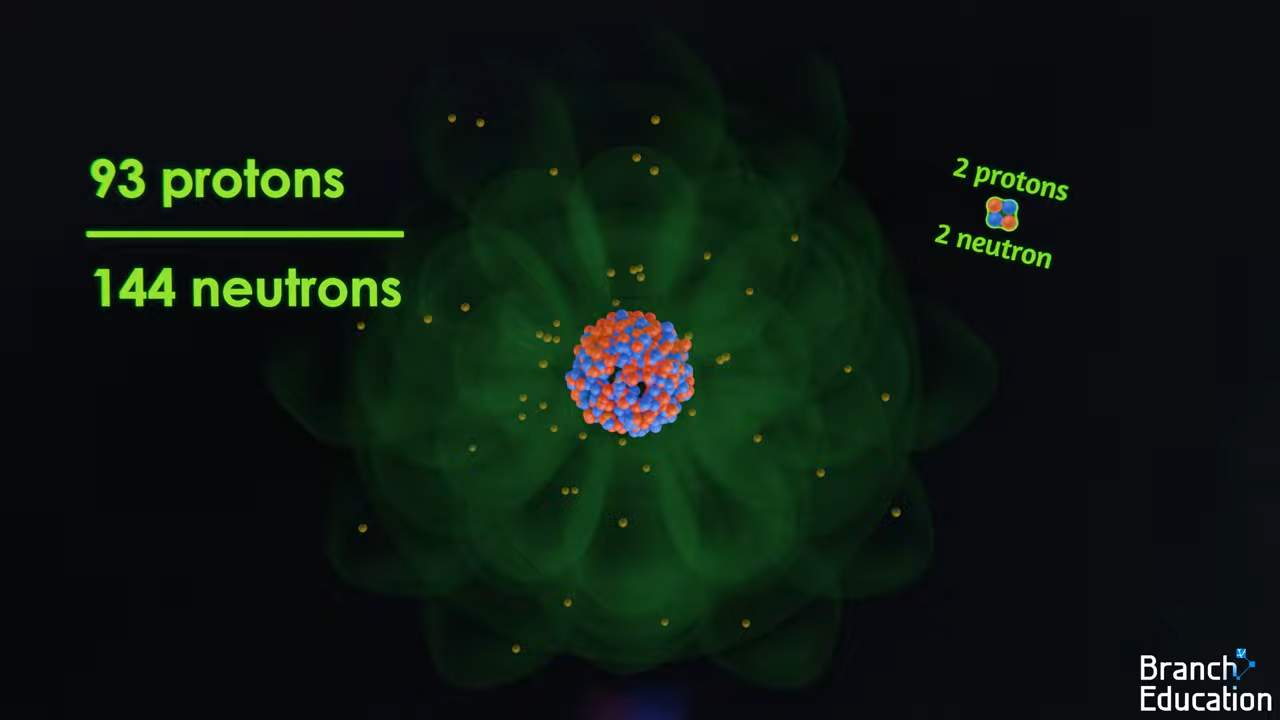 93 protons
144 neutrons
2 protons
2 neutron
Branch
Education